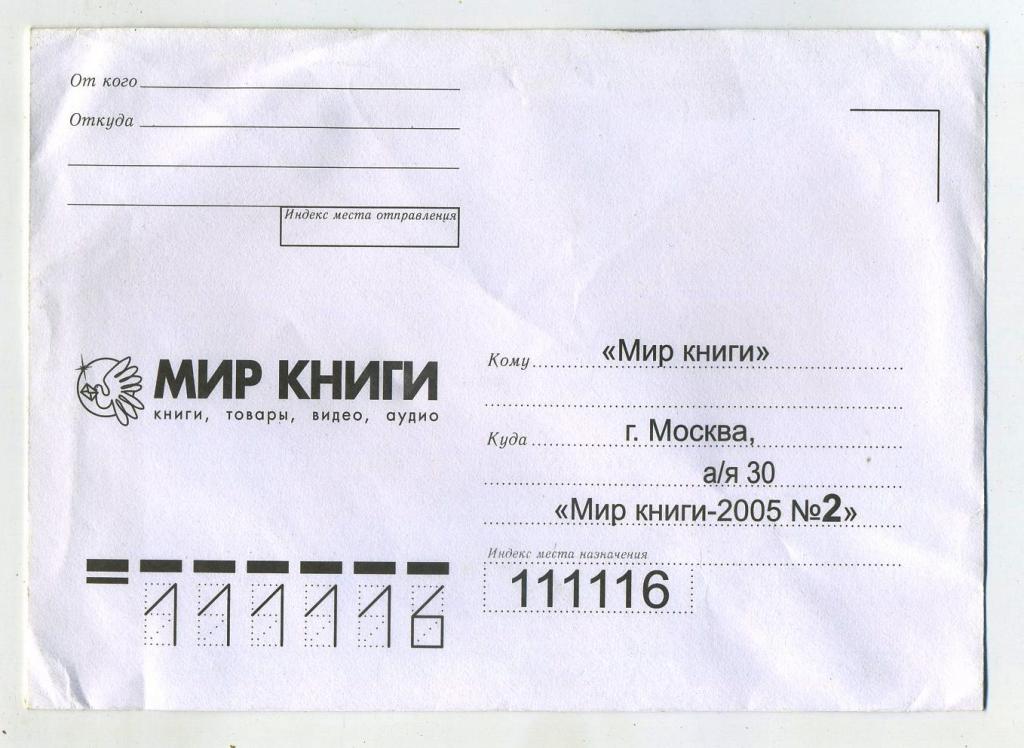 От кого
Откуда
Индекс места отправления
МИР КНИГИ
книги, товары, видео, аудио
Кому «Мир книги»
Куда г. Москва,
а/я 30
«Мир книги-2005 №2»
Индекс места назначения
111116
111116